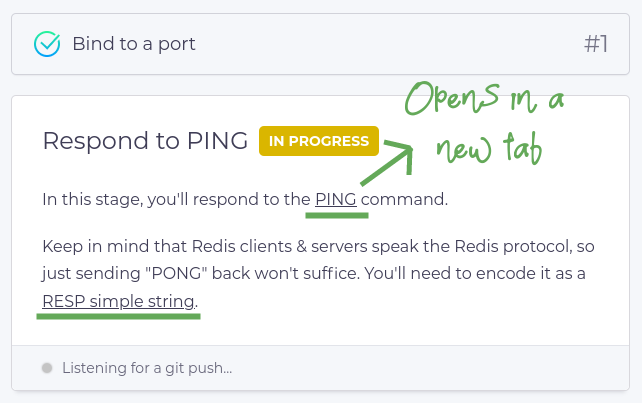 Bind to a port
#1
Opens in a
new tab
Respond to PING
IN PROGRESS
In this stage, you'll respond to the PING command.
Keep in mind that Redis clients & servers speak the Redis protocol, so
just sending "PONG" back won't suffice. You'll need to encode it as a
RESP simple string.
Listening for a git push...